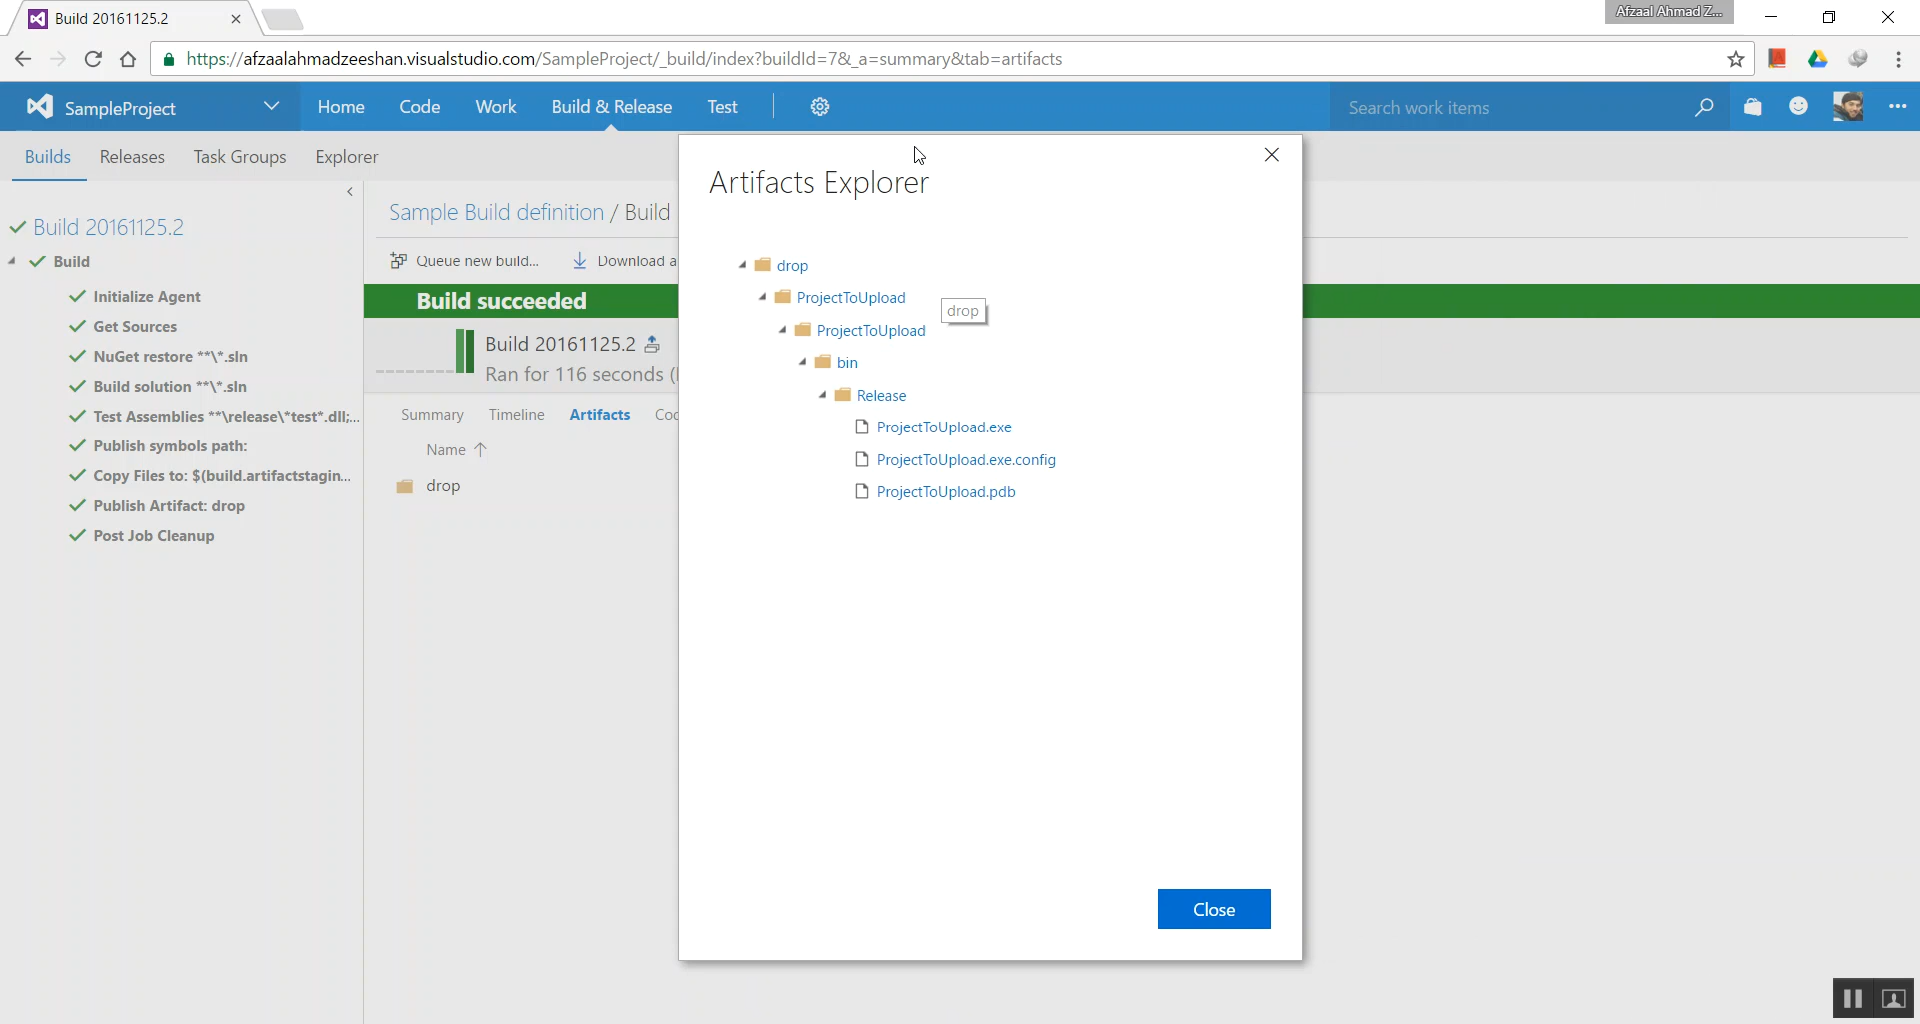 Build 20161125.2
Afzaal Ahmad Z...
https://afzaalahmadzeeshan.visualstudio.com/SampleProject/_build/index?buildId=7&_a=summary&tab=artifacts
SampleProject
Home
Code
Work
Build & Release
Test
Search work items
Builds
Releases
Task Groups
Explorer
Build 20161125.2
Build
Initialize Agent
Get Sources
NuGet restore **\*.sln
Build solution **\*.sln
Test Assemblies **\release\*test*.dll;...
Publish symbols path:
Copy Files to: $(build.artifactstagin...
Publish Artifact: drop
Post Job Cleanup
Sample Build definition / Build
Queue new build...
Download a
Build succeeded
Build 20161125.2
Ran for 116 seconds (
Summary
Timeline
Artifacts
Name
drop
Artifacts Explorer
drop
ProjectToUpload
drop
ProjectToUpload
bin
Release
ProjectToUpload.exe
ProjectToUpload.exe.config
ProjectToUpload.pdb
Close